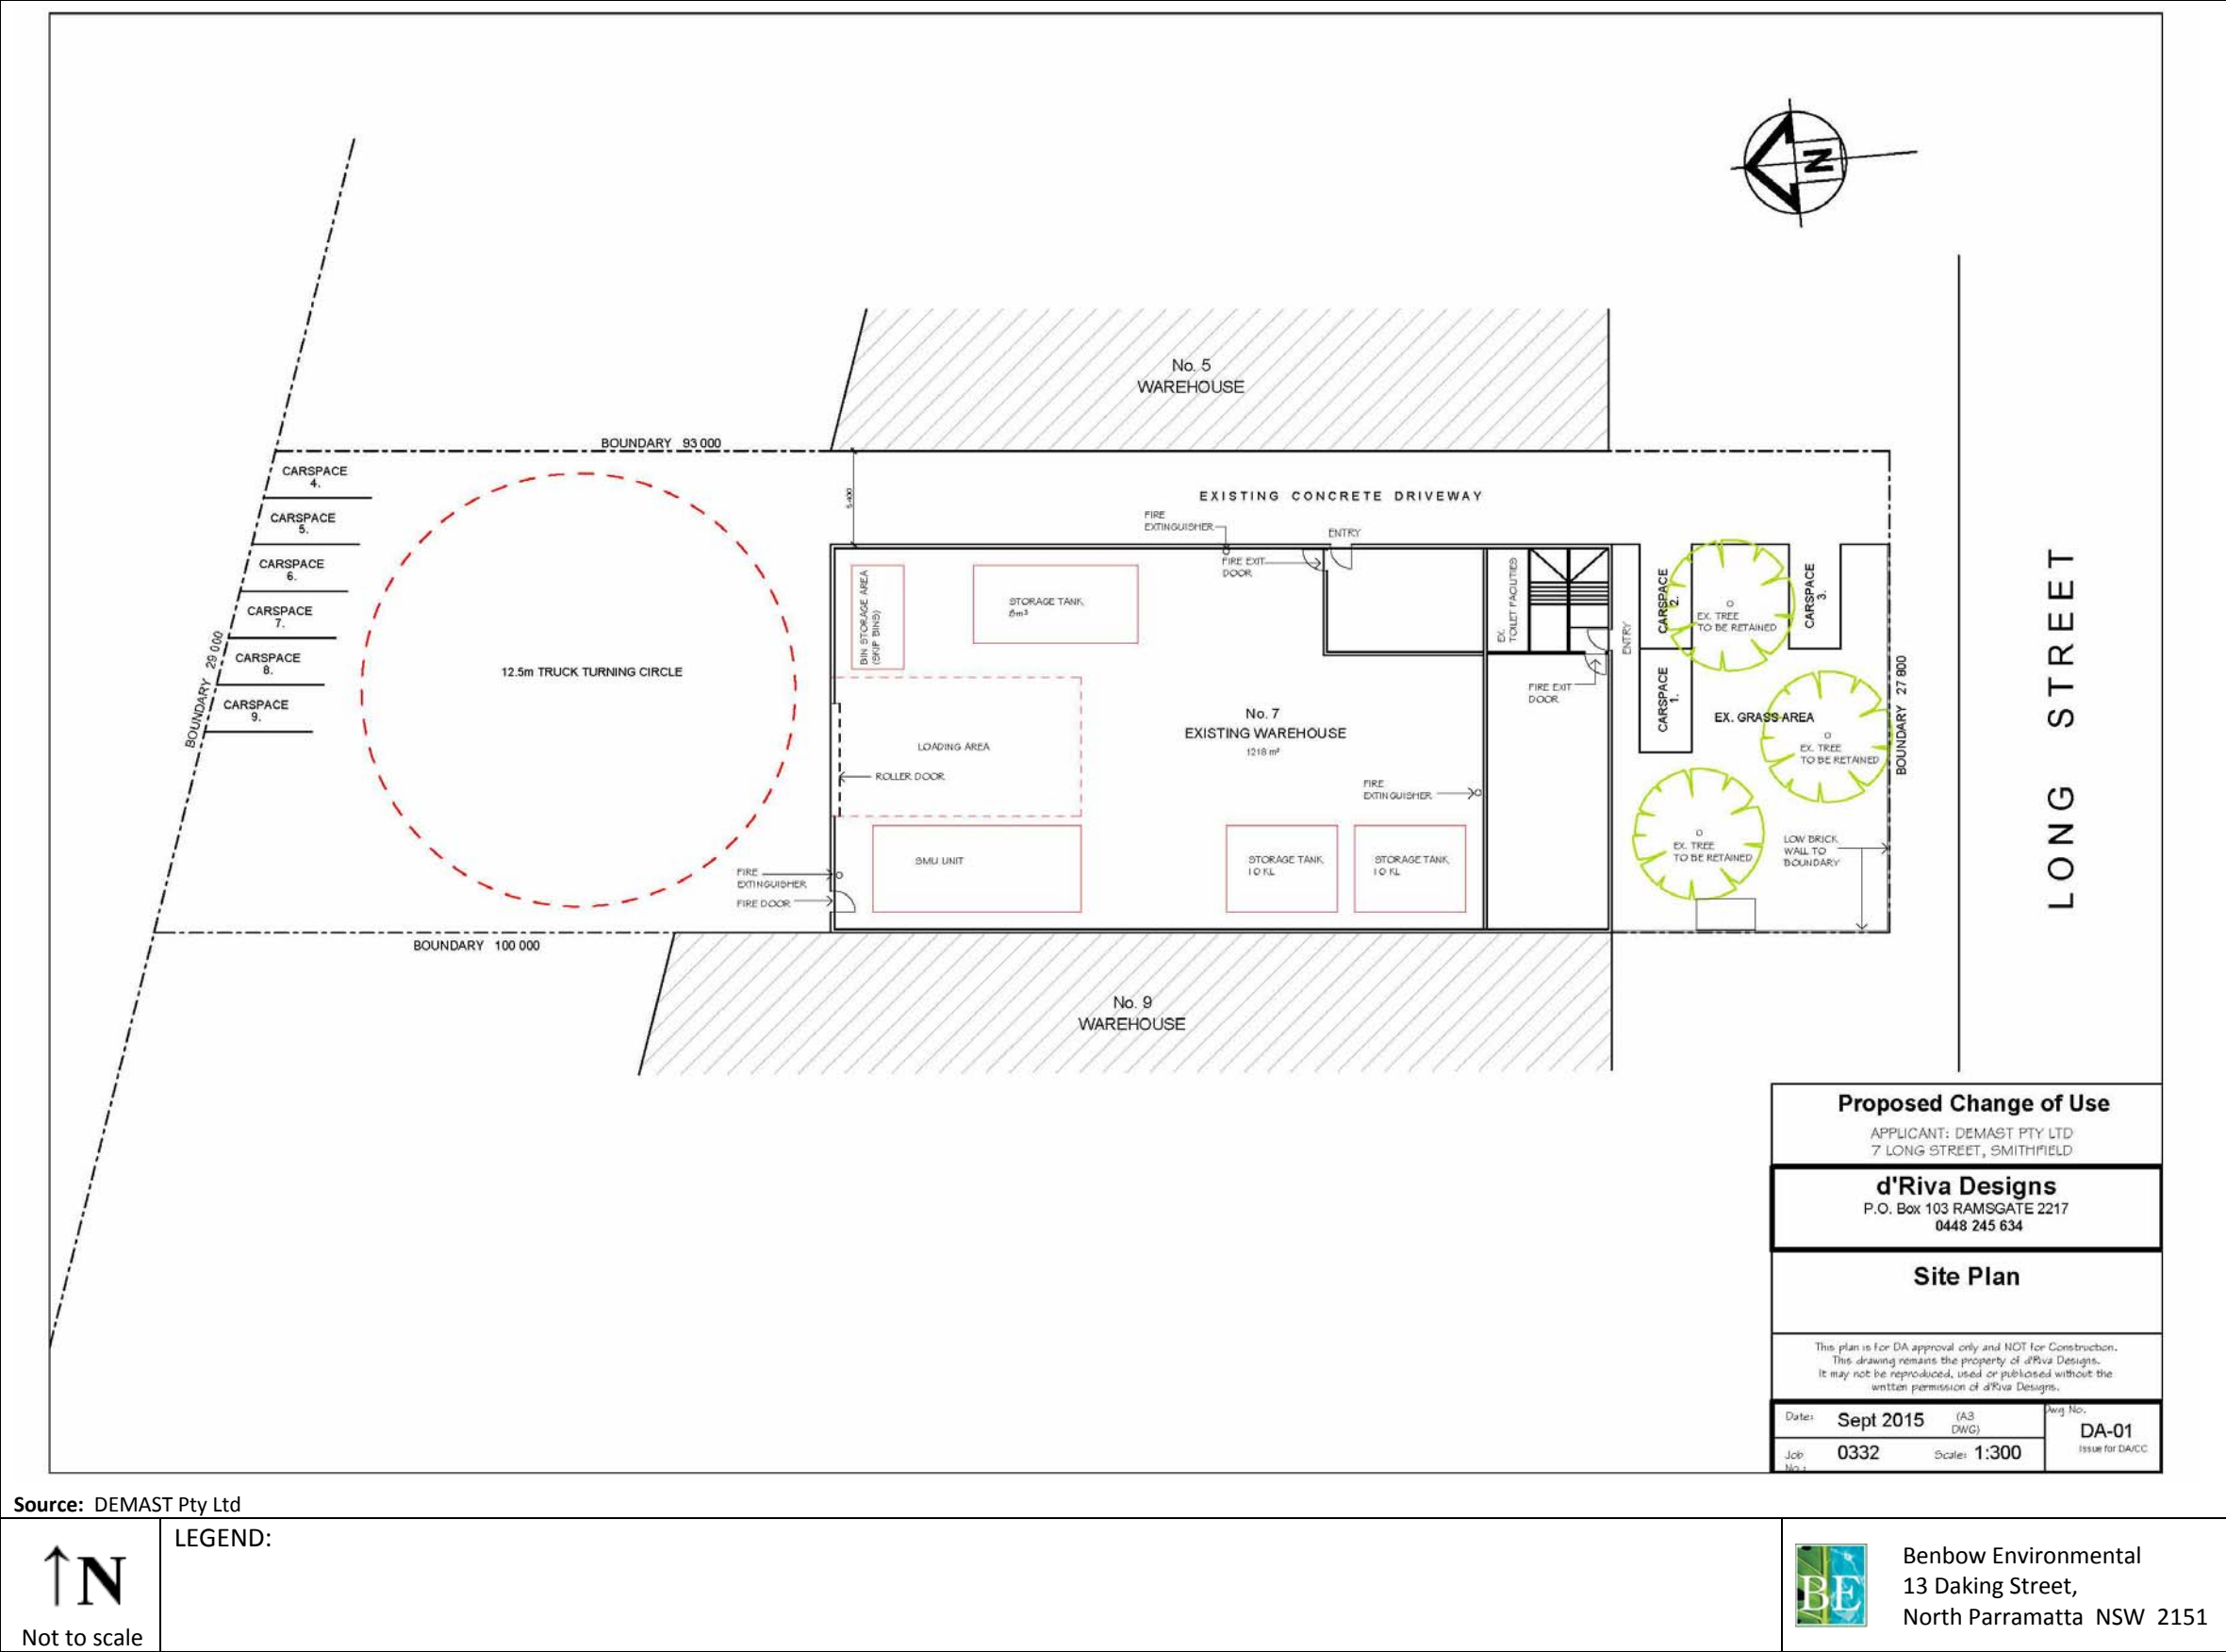 N
No. 5
WAREHOUSE
BOUNDARY 93 000
CARSPACE
4.
CARSPACE
5.
CARSPACE
6.
CARSPACE
7.
CARSPACE
8.
CARSPACE
9.
BOUNDARY 29 000
12.5m TRUCK TURNING CIRCLE
5400
EXISTING CONCRETE DRIVEWAY
FIRE
EXTINGUISHER
ENTRY
FIRE EXIT
DOOR
BIN STORAGE AREA
(SKIP BINS)
STORAGE TANK
EX.
TOILET FACILITIES
ENTRY
CARSPACE
2.
EX. TREE
TO BE RETAINED
CARSPACE
3.
CARSPACE
1.
FIRE EXIT
DOOR
EX. GRASS AREA
EX. TREE
TO BE RETAINED
BOUNDARY 27 800
LONG STREET
No. 7
EXISTING WAREHOUSE
1218 m²
LOADING AREA
ROLLER DOOR
FIRE
EXTINGUISHER
SMU UNIT
STORAGE TANK
10 KL
STORAGE TANK
10 KL
EX. TREE
TO BE RETAINED
LOW BRICK
WALL TO
BOUNDARY
FIRE
EXTINGUISHER
FIRE DOOR
BOUNDARY 100 000
No. 9
WAREHOUSE
Proposed Change of Use
APPLICANT: DEMAST PTY LTD
7 LONG STREET, SMITHFIELD
d'Riva Designs
P.O. Box 103 RAMSGATE 2217
0448 245 634
Site Plan
This plan is for DA approval only and NOT for Construction.
This drawing remains the property of d'Riva Designs.
It may not be reproduced, used or publicised without the
written permission of d'Riva Designs.
Date: Sept 2015 (A3
DWG)
Dwg No.
DA-01
Issue for DA/CC
Job
No.:
0332
Scale: 1:300
Source: DEMAST Pty Ltd
↑N
Not to scale
LEGEND:
BE
Benbow Environmental
13 Daking Street,
North Parramatta NSW 2151